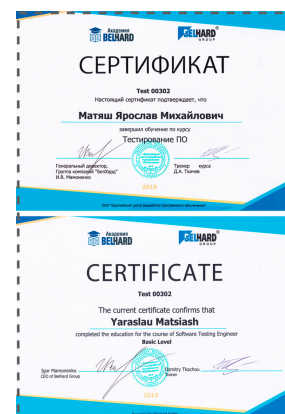 Академия
BELHARD
BELHARD
GROUP
СЕРТИФИКАТ
Test 00302
Настоящий сертификат подтверждает, что
Матяш Ярослав Михайлович
завершил обучение по курсу
Тестирование ПО
Генеральный директор,
Группа компаний "БелХард"
И.В. Мамоненко
Тренер курса
Д.А. Ткачев
2019
Академия
BELHARD
BELHARD
GROUP
CERTIFICATE
Test 00302
The current certificate confirms that
Yaraslau Matsiash
completed the education for the course of Software Testing Engineer
Basic Level
Igor Mamonenko
CEO of BelHard Group
Dzmitry Tkachou
Trainer
2019